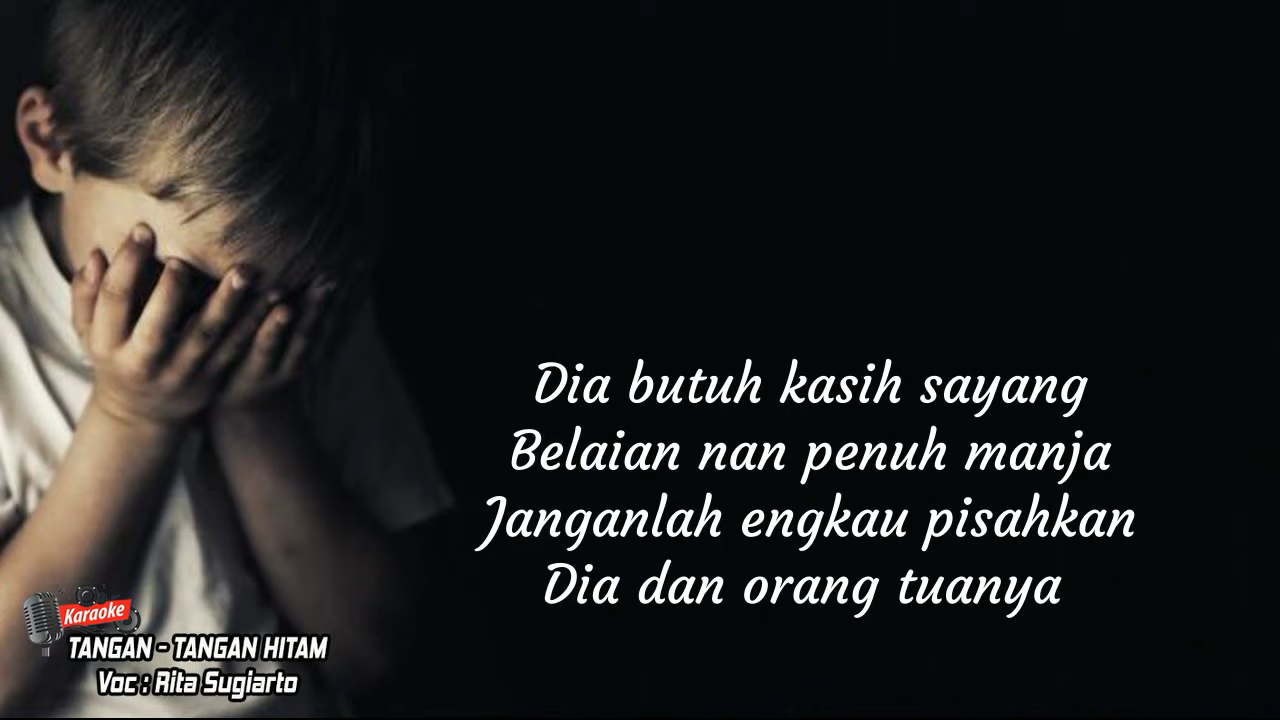 Dia butuh kasih sayang
Belaian nan penuh manja
Janganlah engkau pisahkan
Dia dan orang tuanya
Karaoke
TANGAN - TANGAN HITAM
Voc : Rita Sugiarto